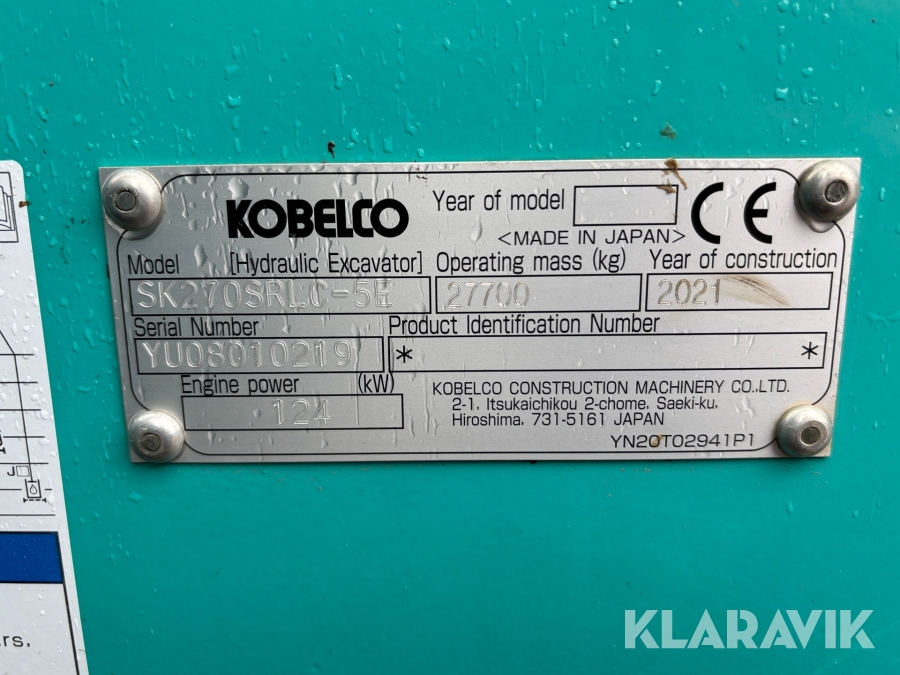 KOBELCO
Year of model
<MADE IN JAPAN>
CE
Model [Hydraulic Excavator]
SK270SRLC-5E
Operating mass (kg)
27700
Year of construction
2021
Serial Number
YU08010219
Product Identification Number
* *
Engine power (kW)
124
KOBELCO CONSTRUCTION MACHINERY CO.,LTD.
2-1, Itsukaichikou 2-chome, Saeki-ku,
Hiroshima, 731-5161 JAPAN
YN20T02941P1
J
rs.
KLARAVIK